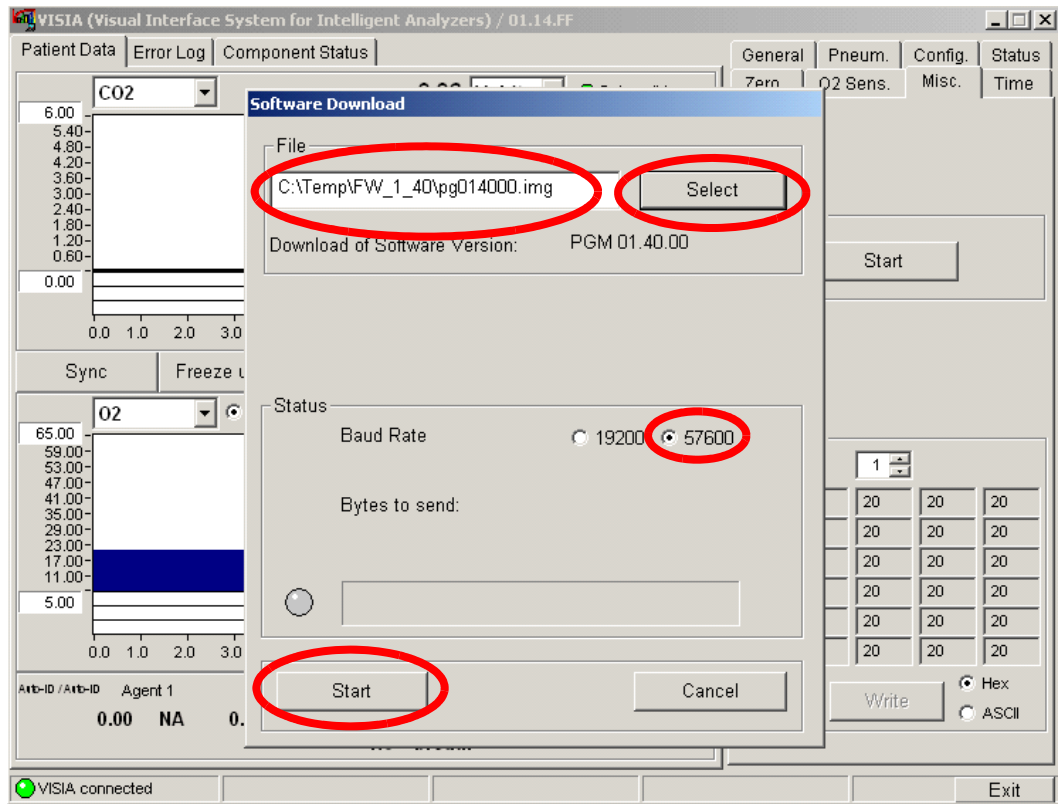 VISIA (Visual Interface System for Intelligent Analyzers) / 01.14.FF
Patient Data
Error Log
Component Status
General
Pneum.
Config.
Status
Zero
O2 Sens.
Misc.
Time
CO2
6.00
5.40
4.80
4.20
3.60
3.00
2.40
1.80
1.20
0.60
0.00
0.0 1.0 2.0 3.0
Sync
Freeze
Software Download
File
C:\Temp\FW_1_40\pg014000.img
Select
Download of Software Version: PGM 01.40.00
Start
Status
Baud Rate
19200
57600
Bytes to send:
Start
Cancel
O2
65.00
59.00
53.00
47.00
41.00
35.00
29.00
23.00
17.00
11.00
5.00
0.0 1.0 2.0 3.0
1
20 20 20
20 20 20
20 20 20
20 20 20
20 20 20
20 20 20
Write
Hex
ASCII
Auto-ID / Auto-ID Agent 1
0.00 NA 0.
VISIA connected
Exit